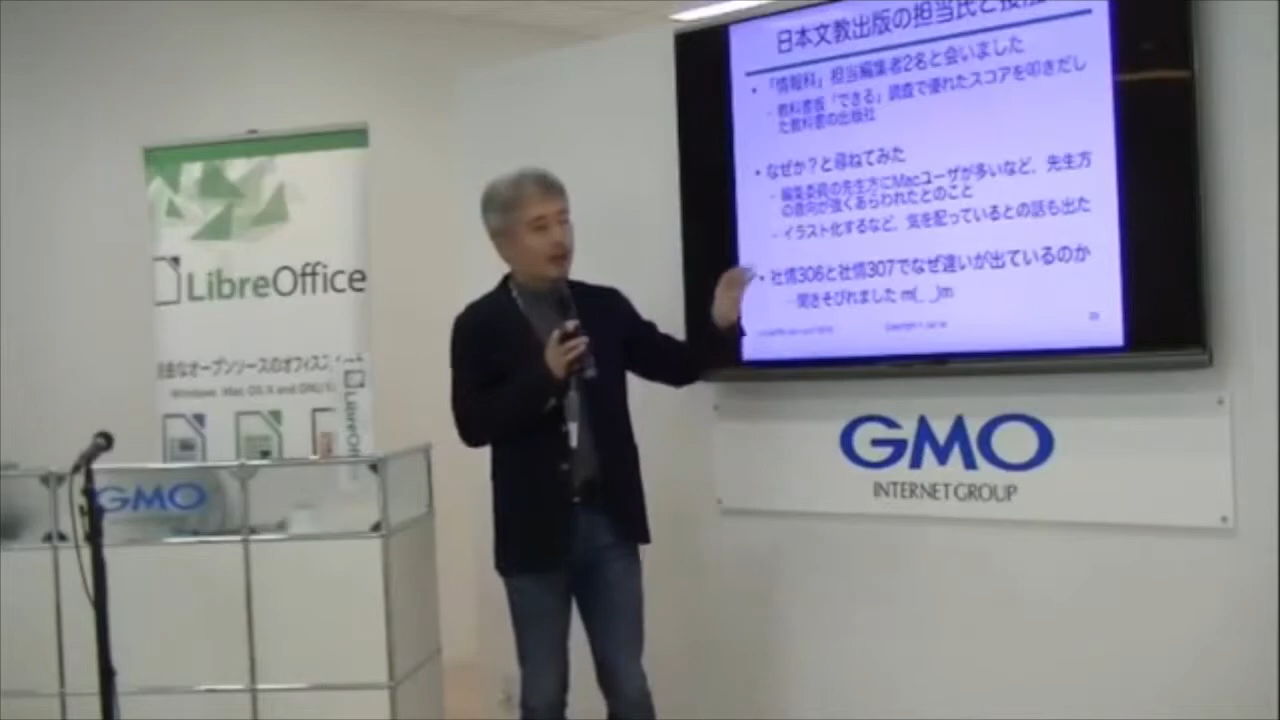 日本文教出版の担当氏と接
・「情報科」担当編集者2名と会いました
- 教科書版「できる」調査で優れたスコアを叩きだし
た教科書の出版社
・なぜか？と尋ねてみた
- 編集委員の先生方にMacユーザが多いなど、先生方
の意向が強くあらわれたとのこと
- イラスト化するなど、気を配っているとの話も出た
・社情306と社情307でなぜ違いが出ているのか
- 聞きそびれました m(_ _)m
LibreOffice
由なオープンソースのオフィスス
Windows, Mac OS X and GNU
LibreOf
GMO
GMO
INTERNET GROUP